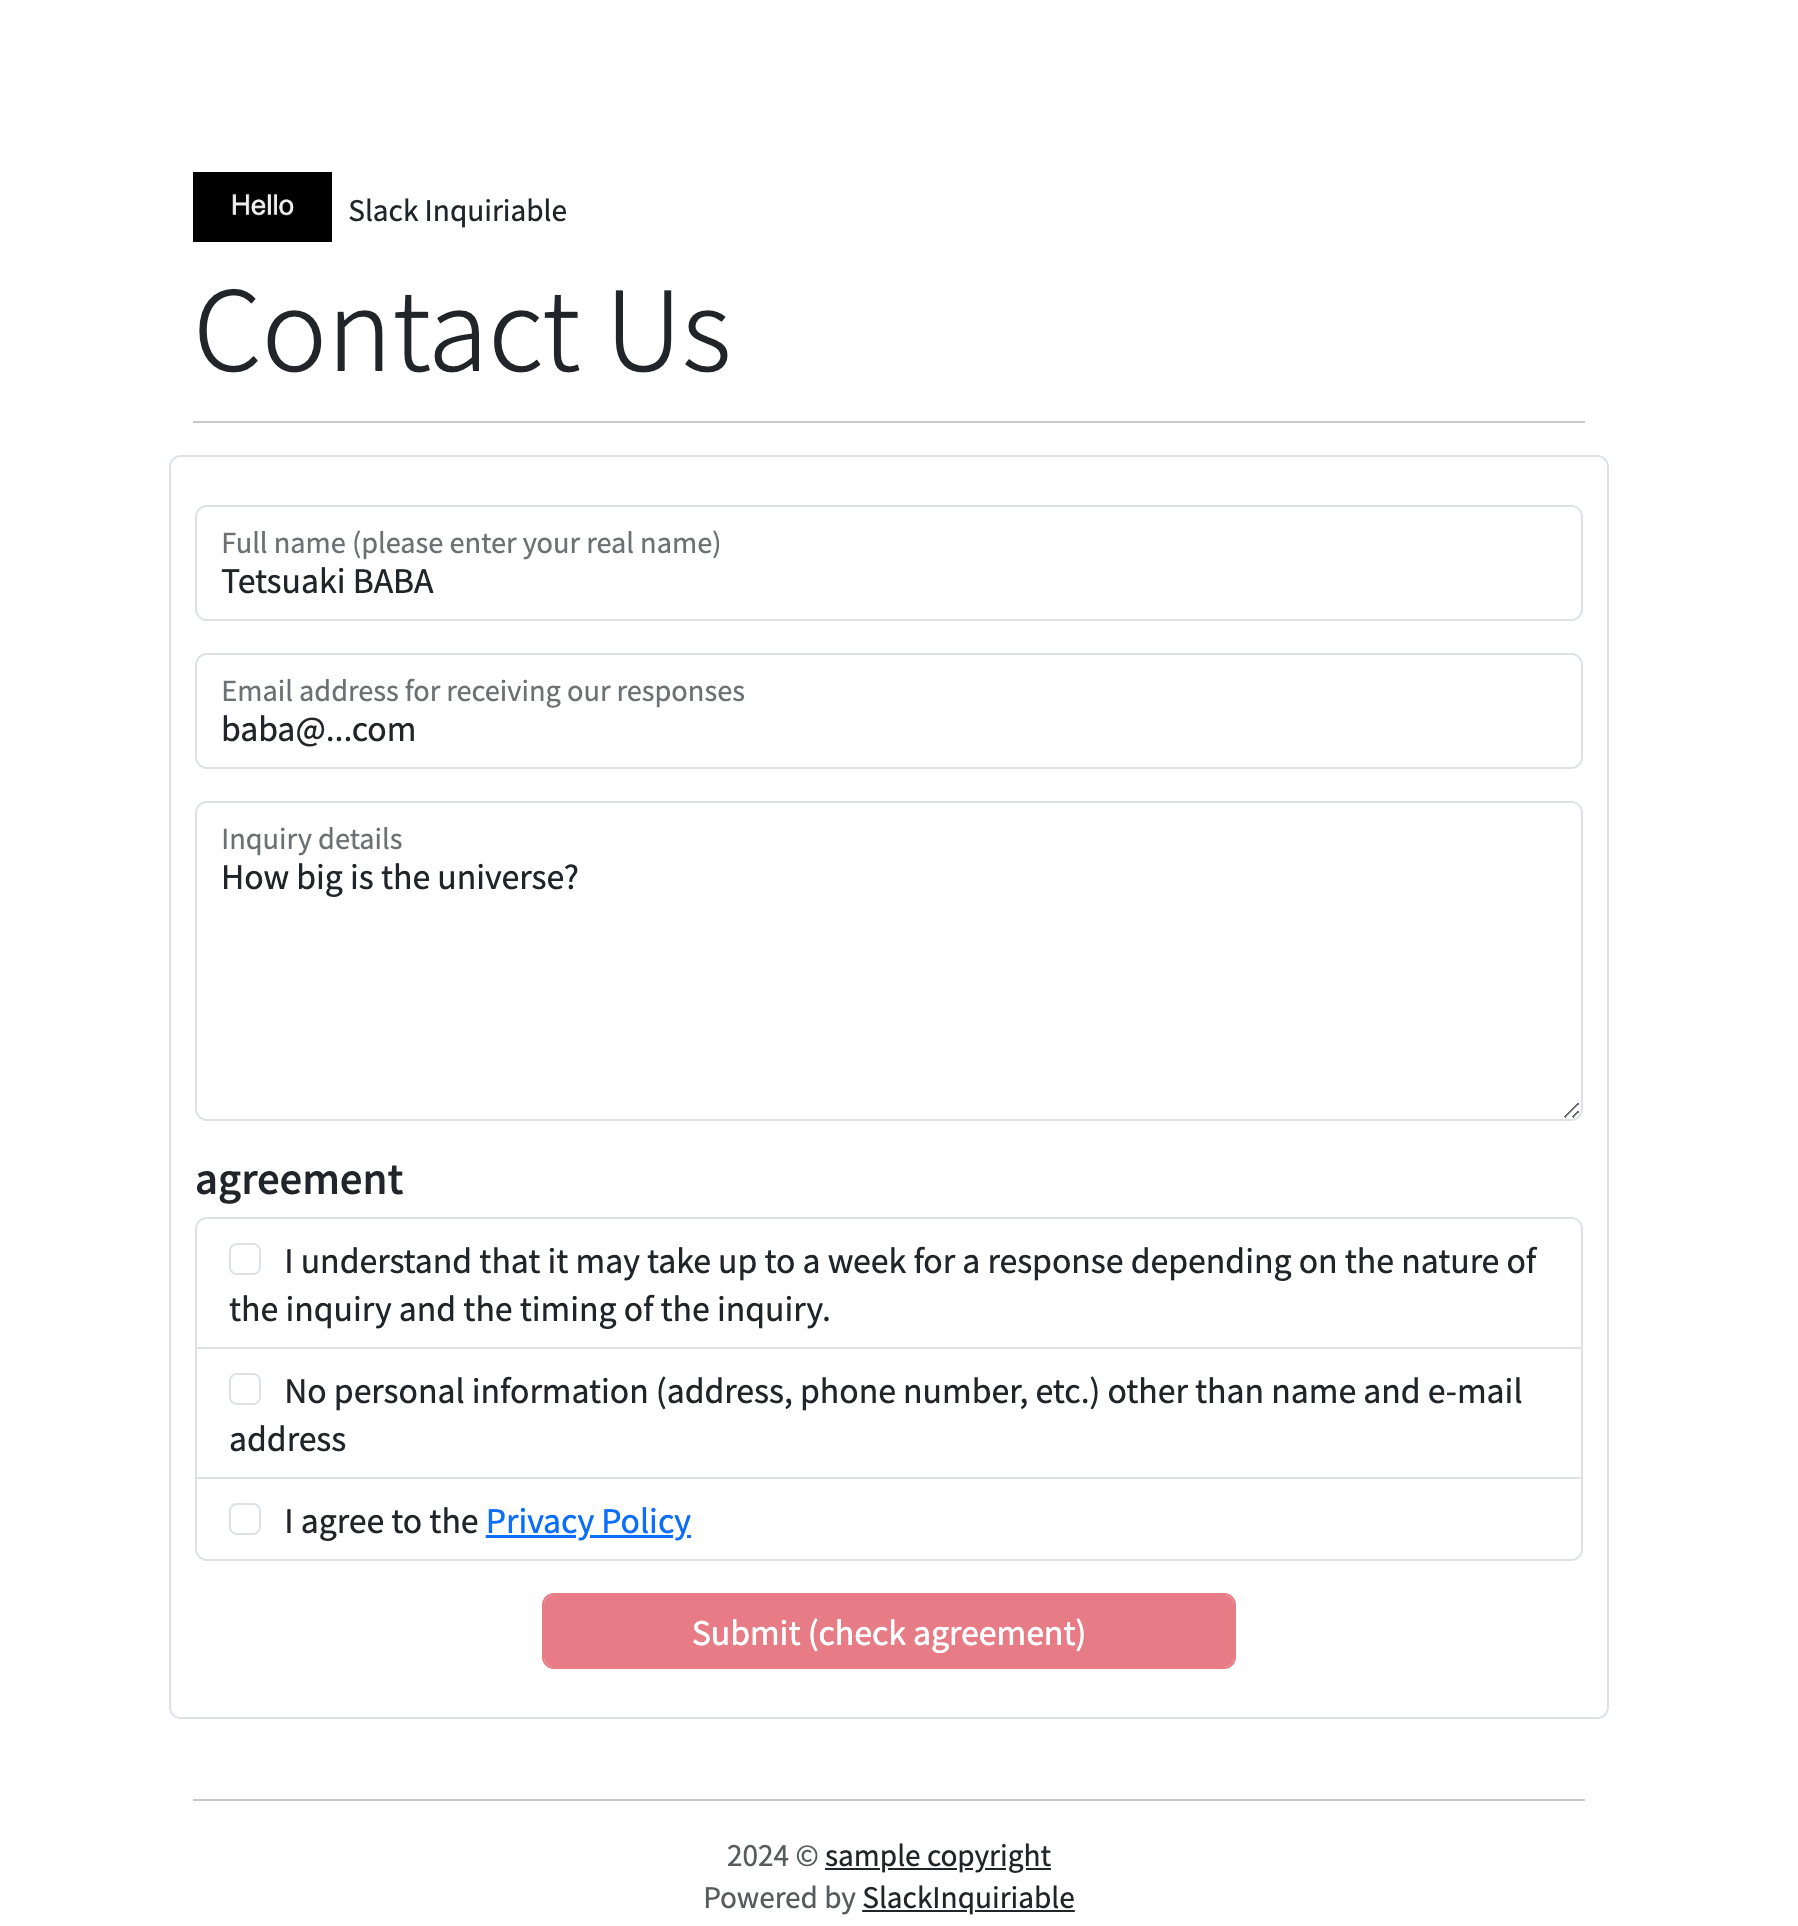 Hello
Slack Inquiriable
Contact Us
Full name (please enter your real name)
Tetsuaki BABA
Email address for receiving our responses
baba@...com
Inquiry details
How big is the universe?
agreement
I understand that it may take up to a week for a response depending on the nature of
the inquiry and the timing of the inquiry.
No personal information (address, phone number, etc.) other than name and e-mail
address
I agree to the Privacy Policy
Submit (check agreement)
2024 © sample copyright
Powered by SlackInquiriable